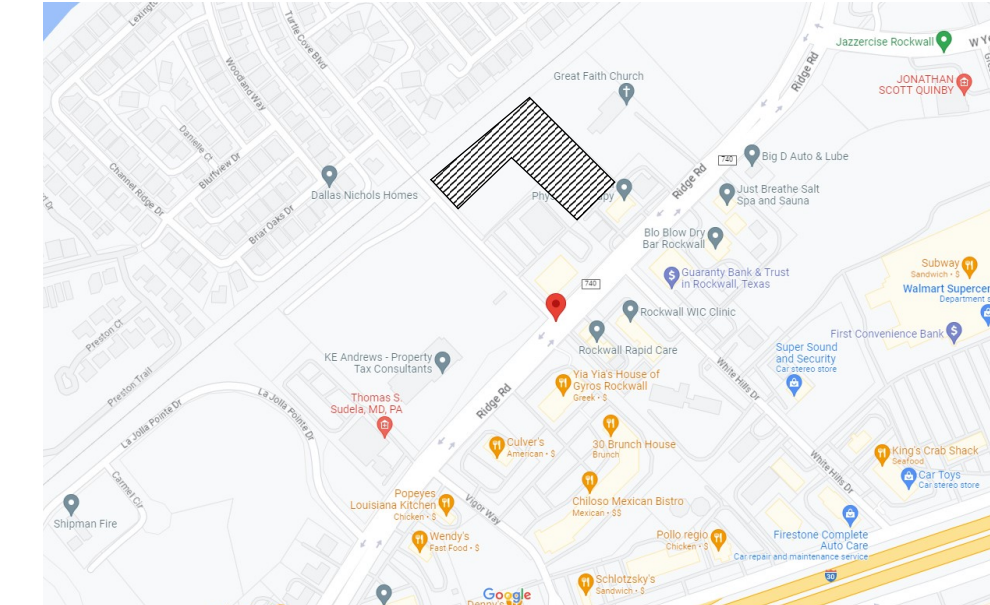 Lexingt
Turtle Cove Blvd
Woodland Way
Danielle Ct
Bluffview Dr
Channel Ridge Dr
Briar Oaks Dr
Dallas Nichols Homes
Great Faith Church
Jazzercise Rockwall
W Y
Ridge Rd
JONATHAN
SCOTT QUINBY
740
Big D Auto & Lube
Ridge Rd
Just Breathe Salt
Spa and Sauna
Blo Blow Dry
Bar Rockwall
Guaranty Bank & Trust
in Rockwall, Texas
Subway
Sandwich • $
Walmart Supercer
Department s
740
Rockwall WIC Clinic
First Convenience Bank
Rockwall Rapid Care
Super Sound
and Security
Car stereo store
Preston Ct
Preston Trail
KE Andrews - Property
Tax Consultants
Yia Yia's House of
Gyros Rockwall
Greek • $
White Hills Dr
La Jolla Pointe Dr
La Jolla Pointe Dr
Thomas S.
Sudela, MD, PA
Ridge Rd
Culver's
American • $
30 Brunch House
Brunch
King's Crab Shack
Seafood
Car Toys
Car stereo store
White Hills Dr
Carmel Cir
Shipman Fire
Popeyes
Louisiana Kitchen
Chicken • $
Vigor Way
Chiloso Mexican Bistro
Mexican • $$
Wendy's
Fast Food • $
Pollo regio
Chicken • $
Firestone Complete
Auto Care
Car repair and maintenance service
30
Schlotzsky's
Sandwich • $
Google
Denny's